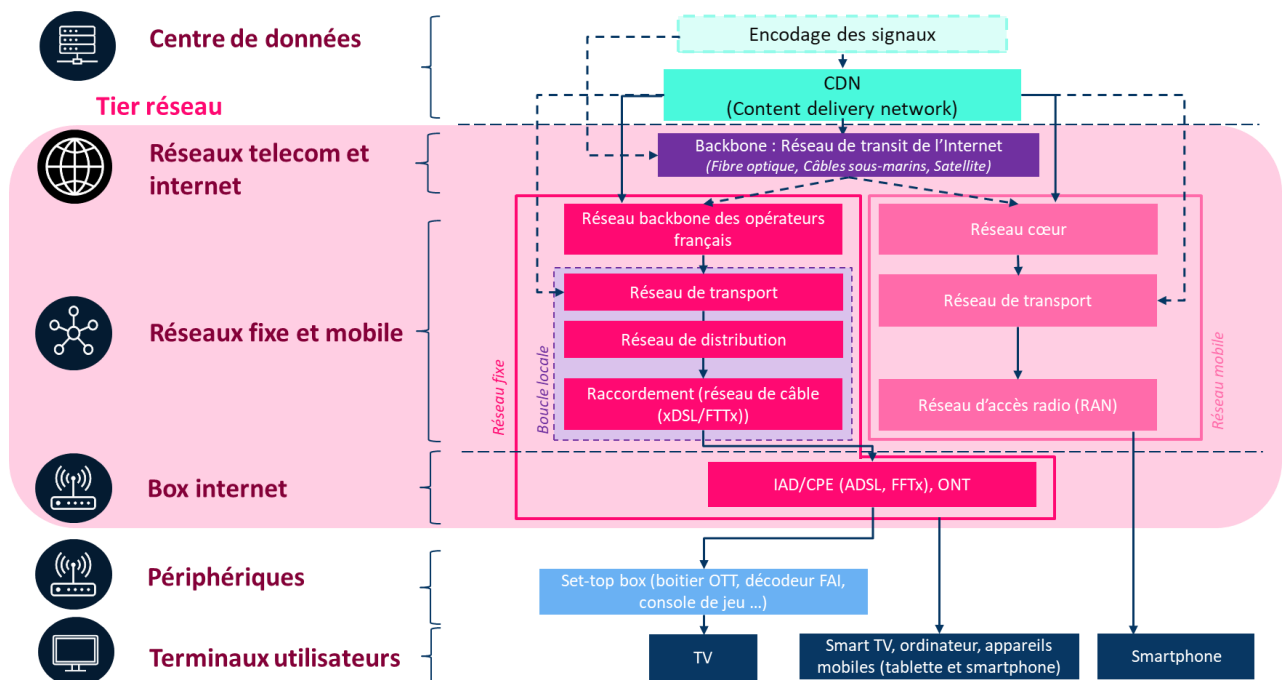 Centre de données
Encodage des signaux
CDN
(Content delivery network)
Tier réseau
Réseaux telecom et
internet
Backbone : Réseau de transit de l'Internet
(Fibre optique, Câbles sous-marins, Satellite)
Réseaux fixe et mobile
Réseau fixe
Réseau backbone des opérateurs
français
Boucle locale
Réseau de transport
Réseau de distribution
Raccordement (réseau de câble
(xDSL/FTTx))
Réseau cœur
Réseau de transport
Réseau d'accès radio (RAN)
Réseau mobile
Box internet
IAD/CPE (ADSL, FFTx), ONT
Périphériques
Set-top box (boitier OTT, décodeur FAI,
console de jeu ...)
Terminaux utilisateurs
TV
Smart TV, ordinateur, appareils
mobiles (tablette et smartphone)
Smartphone